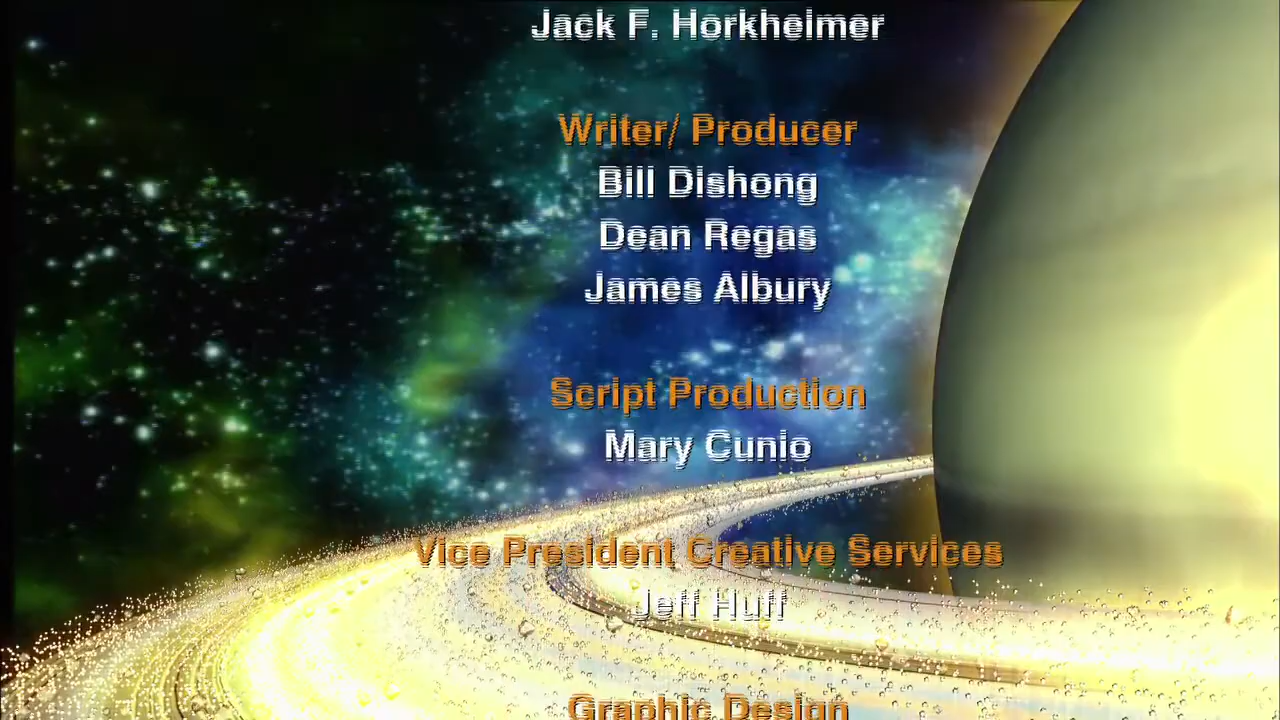 Jack F. Horkheimer
Writer/ Producer
Bill Dishong
Dean Regas
James Albury
Script Production
Mary Cunio
Vice President Creative Services
Jeff Huff
Graphic Design